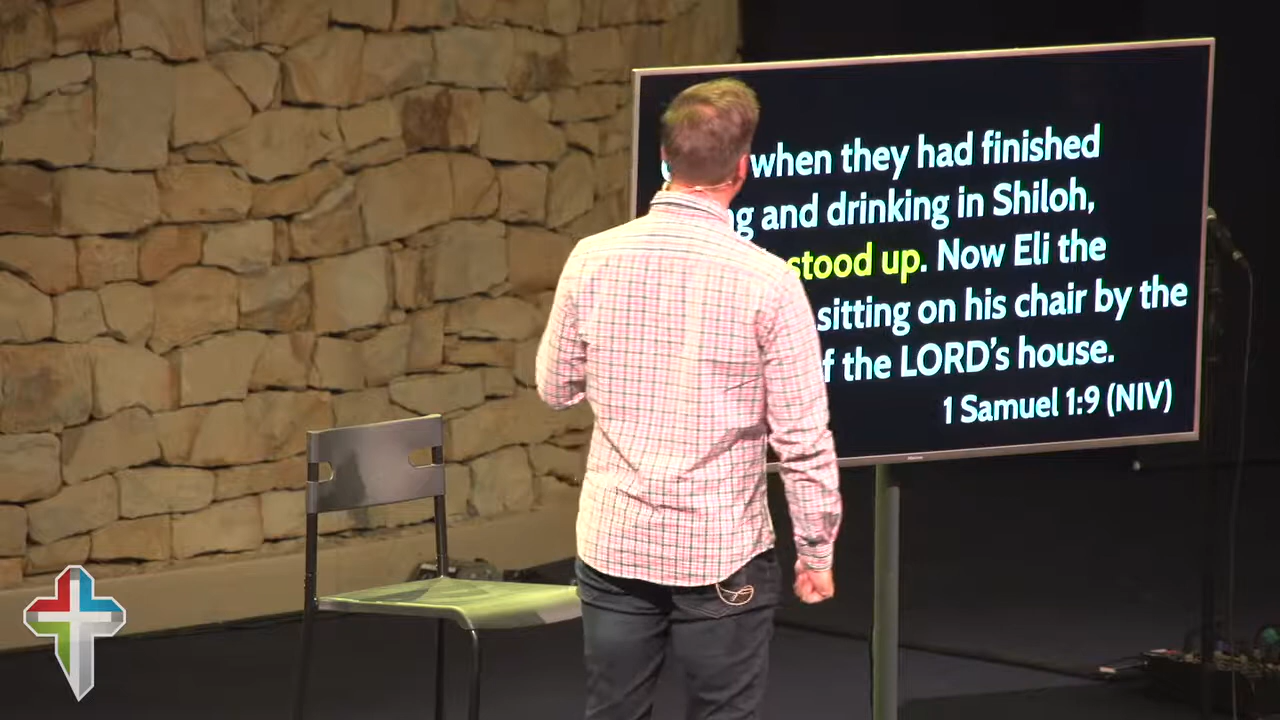 when they had finished
and drinking in Shiloh,
stood up. Now Eli the
sitting on his chair by the
of the LORD's house.
1 Samuel 1:9 (NIV)